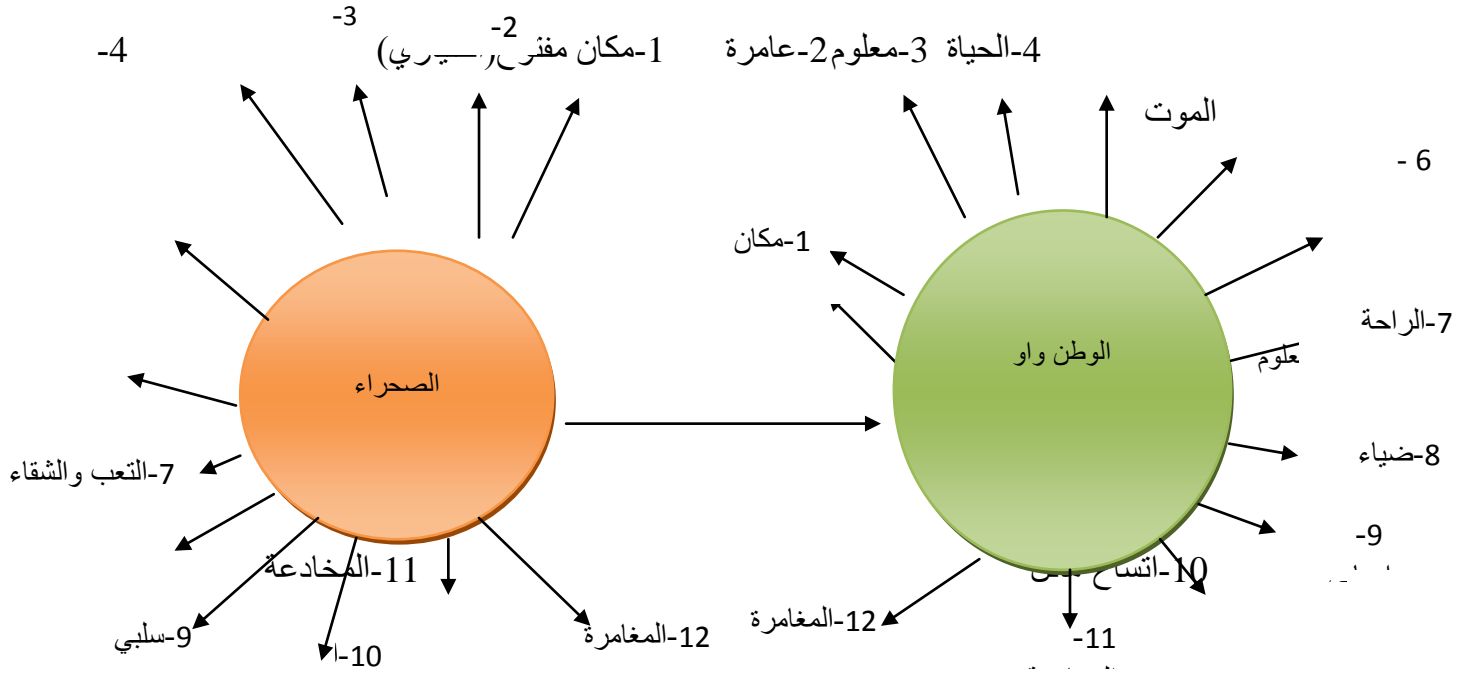 3-
4-
2-
1-مكان
4-الحياة 3-معلوم2-عامرة
الموت
6 -
1-مكان
7-الراحة
الوطن واو
الصحراء
8-ضياء
7-التعب والشقاء
9-
11-المخادعة
10-اتساع
12-المغامرة
12-المغامرة
9-سلبي
11-
10-ا